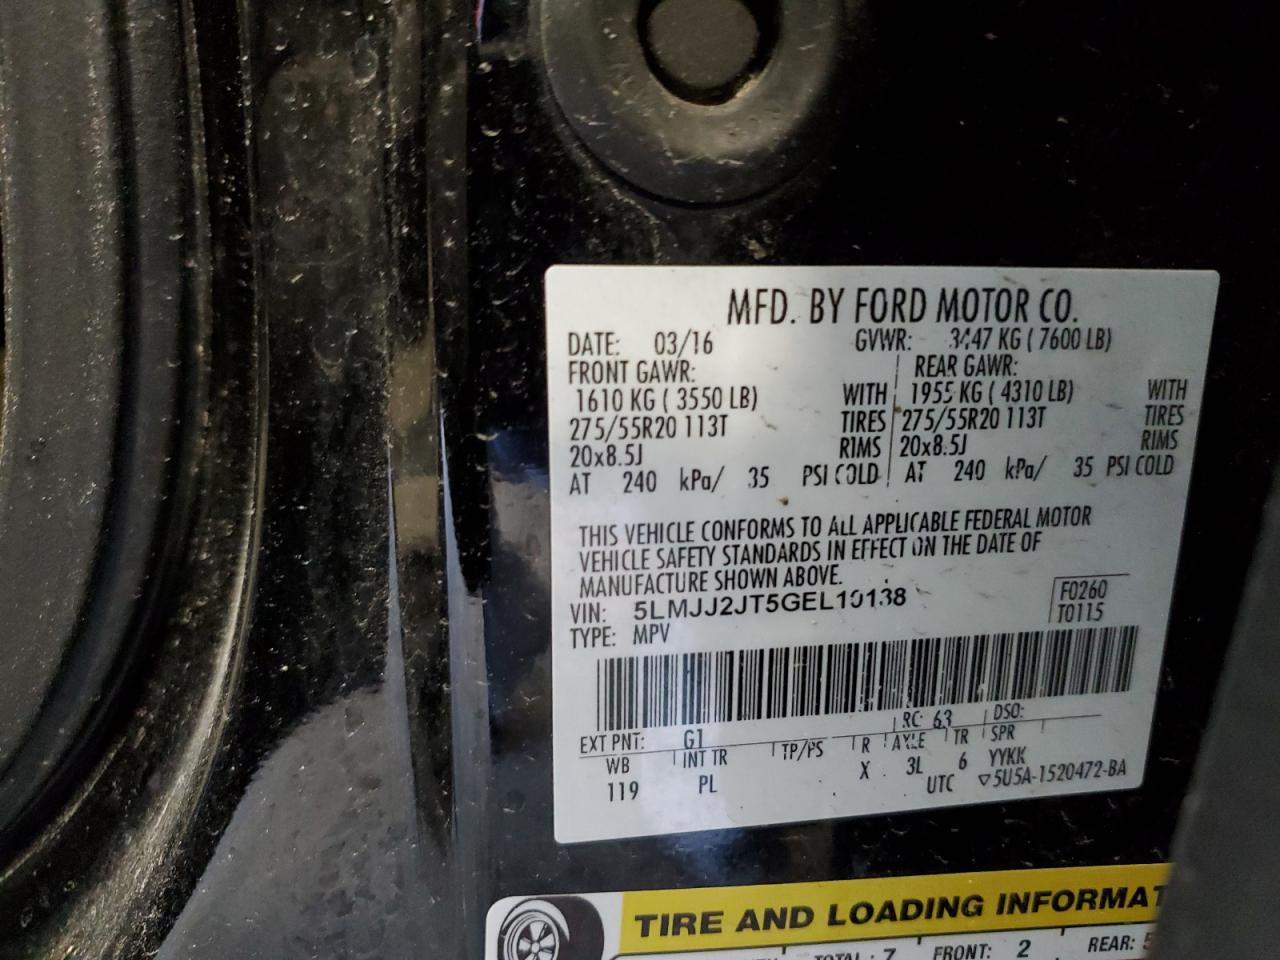 MFD. BY FORD MOTOR CO.
DATE: 03/16 GVWR: 3447 KG ( 7600 LB)
FRONT GAWR: REAR GAWR:
1610 KG ( 3550 LB) WITH 1955 KG ( 4310 LB) WITH
275/55R20 113T TIRES 275/55R20 113T TIRES
20x8.5J RIMS 20x8.5J RIMS
AT 240 kPa/ 35 PSI COLD AT 240 kPa/ 35 PSI COLD
THIS VEHICLE CONFORMS TO ALL APPLICABLE FEDERAL MOTOR
VEHICLE SAFETY STANDARDS IN EFFECT ON THE DATE OF
MANUFACTURE SHOWN ABOVE.
VIN: 5LMJJ2JT5GEL10138 F0260
TYPE: MPV T0115
RC: 63 DSO:
EXT PNT: G1
WB INT TR TP/PS R AXLE TR SPR
119 PL X 3L 6 YYKK
UTC ▽5U5A-1520472-BA
TIRE AND LOADING INFORMAT
TOTAL : 7 FRONT: 2 REAR: 5